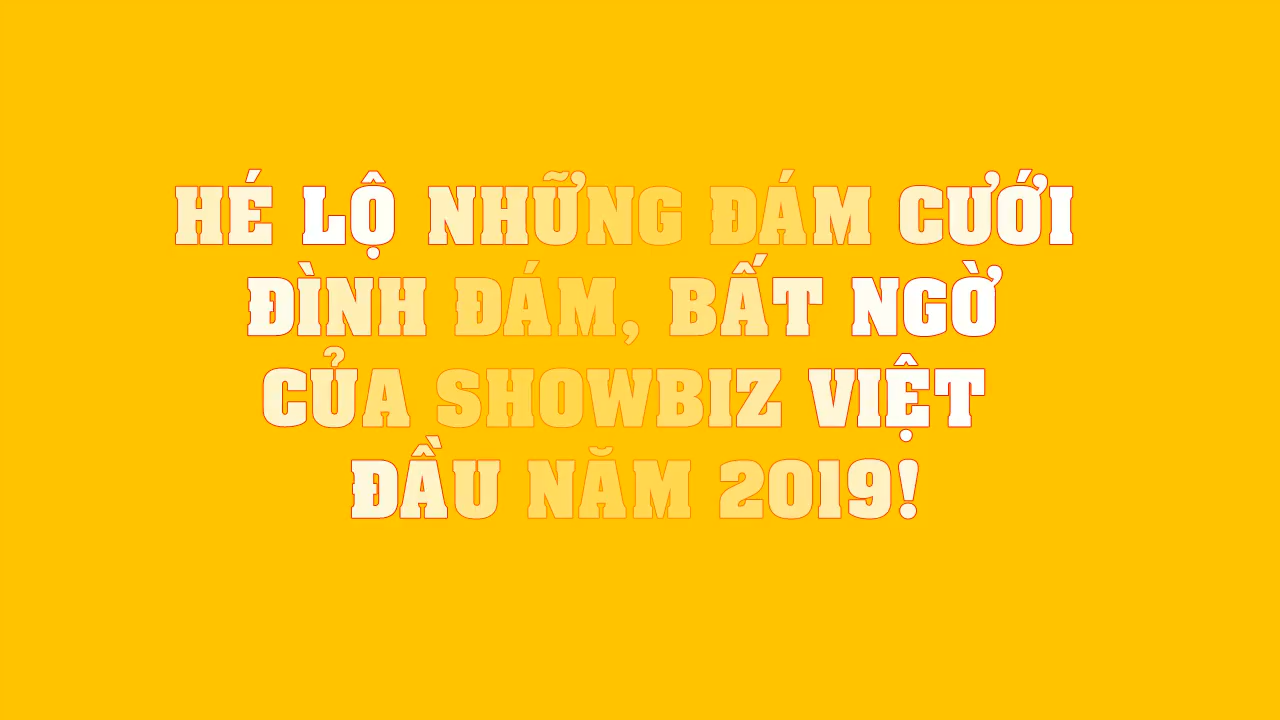 HÉ LỘ NHỮNG ĐÁM CƯỚI
ĐÌNH ĐÁM, BẤT NGỜ
CỦA SHOWBIZ VIỆT
ĐẦU NĂM 2019!